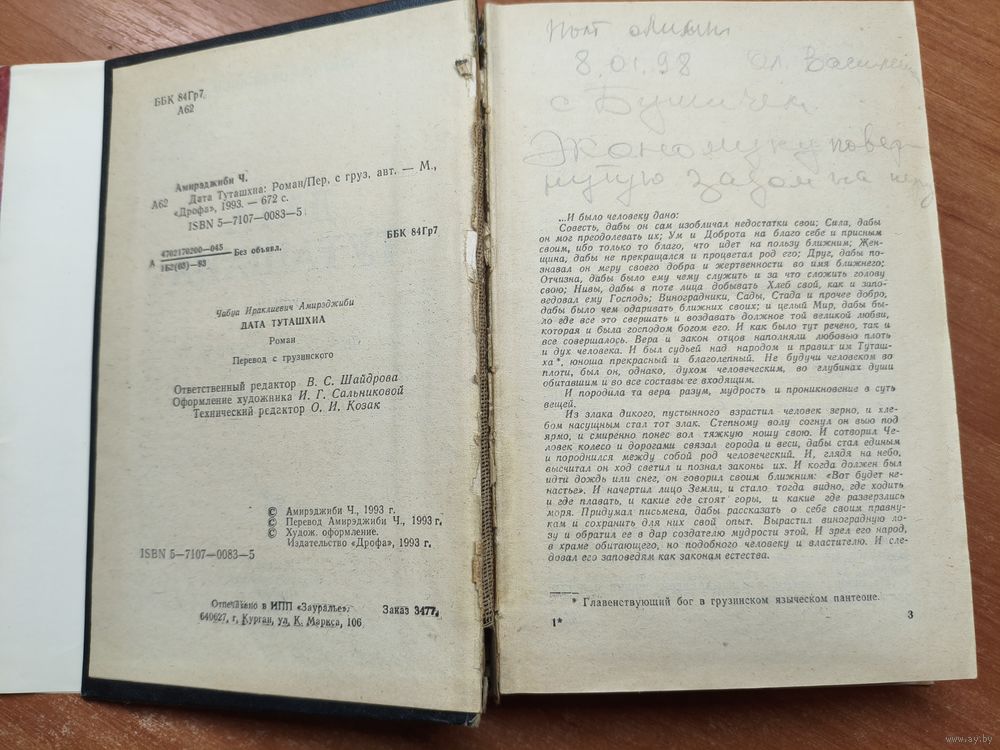 ББК 84Гр7
А62
Амирэджиби Ч.
А62 Дата Туташхиа: Роман/Пер. с груз. авт. — М.,
«Дрофа», 1993. — 672 с.
ISBN 5—7107—0083—5
А 4702170200—045 Без объявл.
1Б2(03)—93
ББК 84Гр7
Чабуа Ираклиевич Амирэджиби
ДАТА ТУТАШХИА
Роман
Перевод с грузинского
Ответственный редактор В. С. Шайдрова
Оформление художника И. Г. Сальниковой
Технический редактор О. И. Козак
© Амирэджиби Ч., 1993 г.
© Перевод Амирэджиби Ч., 1993 г.
© Худож. оформление.
Издательство «Дрофа», 1993 г.
ISBN 5—7107—0083—5
Отпечатано в ИПП «Зауралье».
640627, г. Курган, ул. К. Маркса, 106
Заказ 3477.
8.01.98
с
Экономику повер
нутую задом на
...И было человеку дано:
Совесть, дабы он сам изобличал недостатки свои; Сила, дабы
он мог преодолевать их; Ум и Доброта на благо себе и присным
своим, ибо только то благо, что идет на пользу ближним; Жен-
щина, дабы не прекращался и процветал род его; Друг, дабы по-
знавал он меру своего добра и жертвенности во имя ближнего;
Отчизна, дабы было ему чему служить и за что сложить голову
свою; Нивы, дабы в поте лица добывать Хлеб свой, как и запо-
ведовал ему Господь; Виноградники, Сады, Стада и прочее добро,
дабы было чем одаривать ближних своих; и целый Мир, дабы бы-
ло где все это свершать и воздавать должное той великой любви,
которая и была господом богом его. И как было тут речено, так и
все совершалось. Вера и закон отцов наполняли любовью плоть
и дух человека. И был судьей над народом и правил им Туташ-
ха*, юноша прекрасный и благолепный. Не будучи человеком во
плоти, был он, однако, духом человеческим, во глубинах души
обитавшим и во все составы ее входящим.
И породила та вера разум, мудрость и проникновение в суть
вещей.
Из злака дикого, пустынного взрастил человек зерно, и хле-
бом насущным стал тот злак. Степному волу согнул он выю под
ярмо, и смиренно понес вол тяжкую ношу свою. И сотворил Че-
ловек колесо и дорогами связал города и веси, дабы стал единым
и породнился между собой род человеческий. И, глядя на небо,
высчитал он ход светил и познал законы их. И когда должен был
идти дождь или снег, он говорил своим ближним: «Вот будет не-
настье». И начертил лицо Земли, и стало тогда видно, где ходить
и где плавать, и какие где стоят горы, и какие где разверзлись
моря. Придумал письмена, дабы рассказать о себе своим правну-
кам и сохранить для них свой опыт. Вырастил виноградную ло-
зу и обратил ее в дар создателю мудрости этой. И зрел его народ,
в храме обитающего, но подобного человеку и властителю. И сле-
довал его заповедям как законам естества.
* Главенствующий бог в грузинском языческом пантеоне.
1*
3
www.ay.by